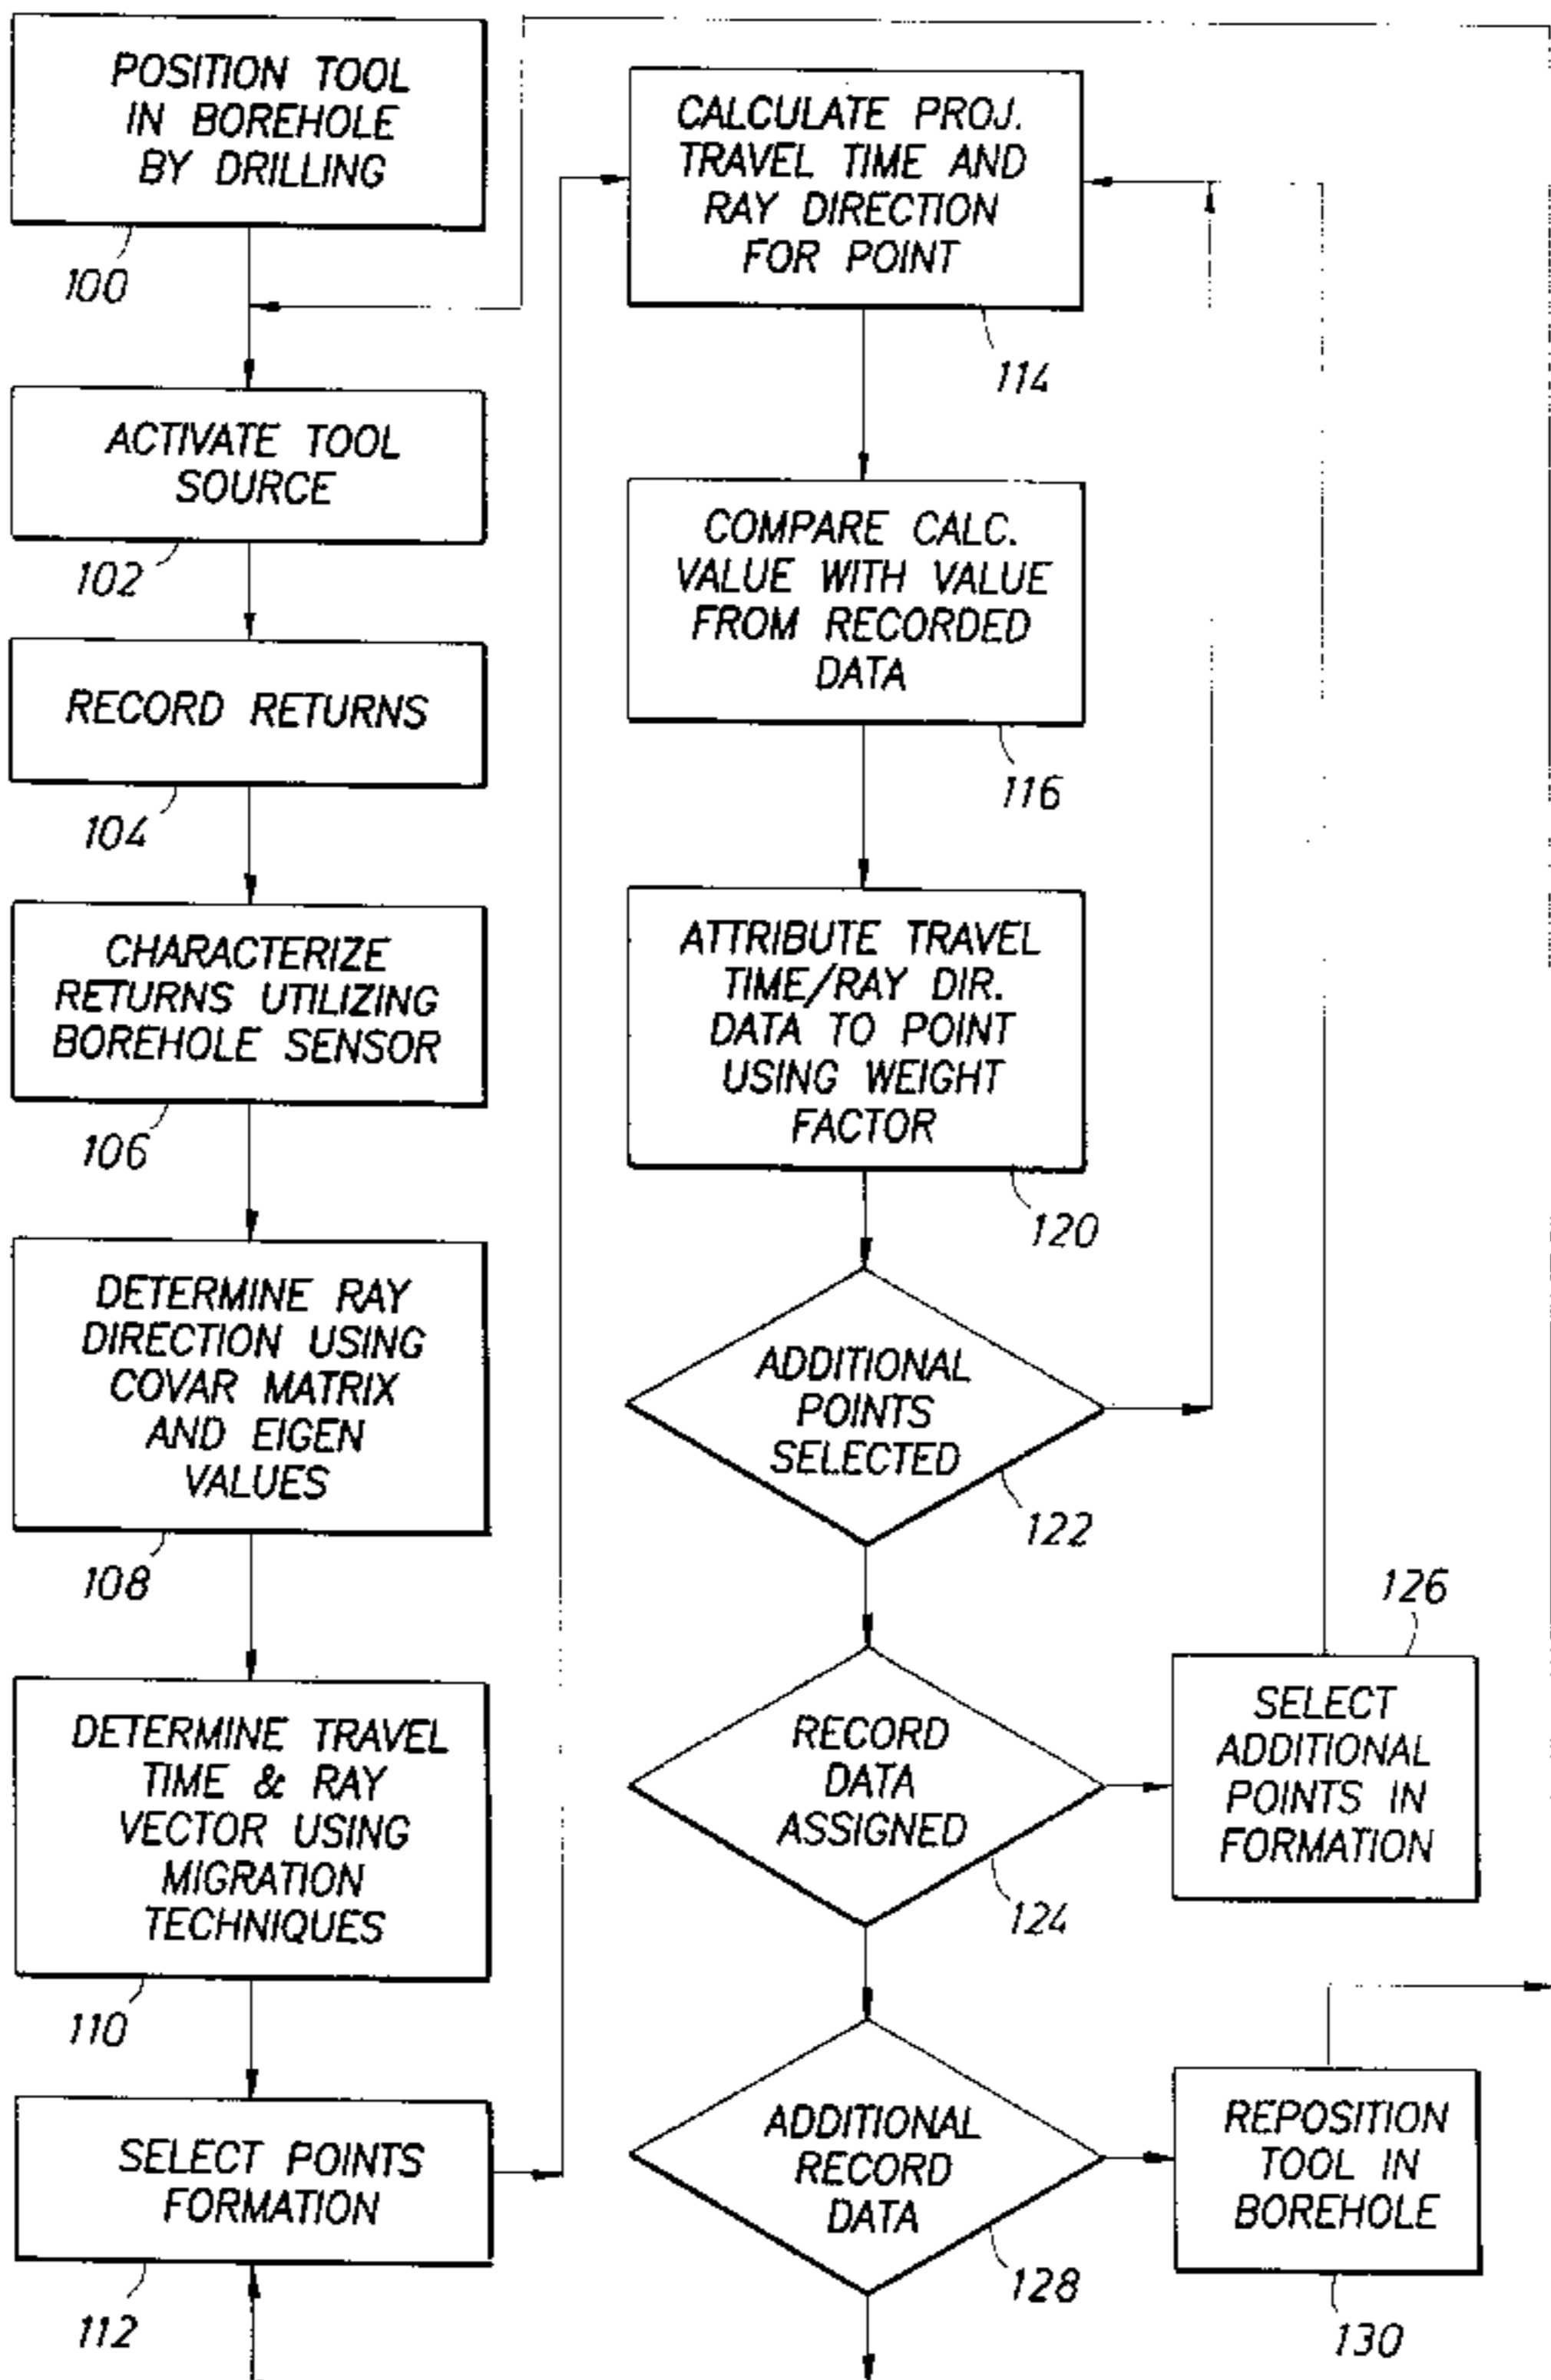 POSITION TOOL
IN BOREHOLE
BY DRILLING
100
ACTIVATE TOOL
SOURCE
102
RECORD RETURNS
104
CHARACTERIZE
RETURNS UTILIZING
BOREHOLE SENSOR
106
DETERMINE RAY
DIRECTION USING
COVAR MATRIX
AND EIGEN
VALUES
108
DETERMINE TRAVEL
TIME & RAY
VECTOR USING
MIGRATION
TECHNIQUES
110
SELECT POINTS
FORMATION
112
CALCULATE PROJ.
TRAVEL TIME AND
RAY DIRECTION
FOR POINT
114
COMPARE CALC.
VALUE WITH VALUE
FROM RECORDED
DATA
116
ATTRIBUTE TRAVEL
TIME/RAY DIR.
DATA TO POINT
USING WEIGHT
FACTOR
120
ADDITIONAL
POINTS
SELECTED
122
RECORD
DATA
ASSIGNED
124
126
SELECT
ADDITIONAL
POINTS IN
FORMATION
ADDITIONAL
RECORD
DATA
128
REPOSITION
TOOL IN
BOREHOLE
130